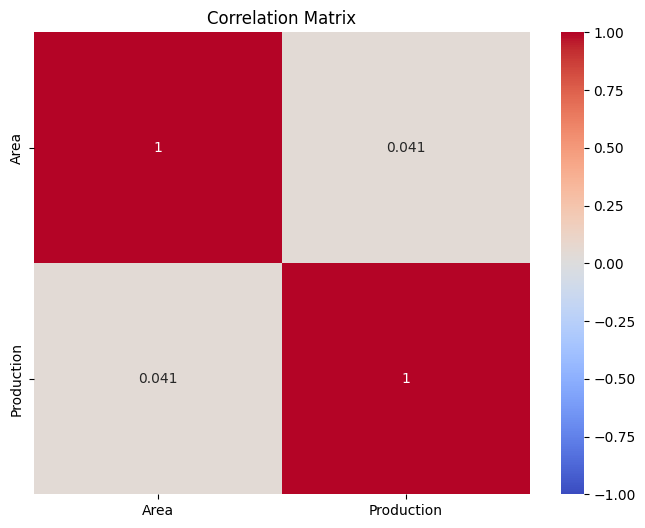 Correlation Matrix
Area
1
0.041
Production
0.041
1
Area
Production
1.00
0.75
0.50
0.25
0.00
−0.25
−0.50
−0.75
−1.00